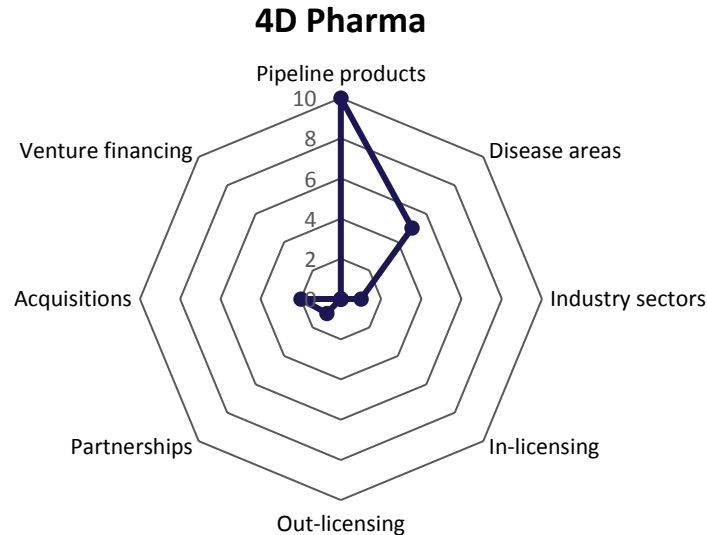 4D Pharma
Pipeline products
10
Venture financing
8
Disease areas
6
4
2
Acquisitions
0
Industry sectors
Partnerships
In-licensing
Out-licensing